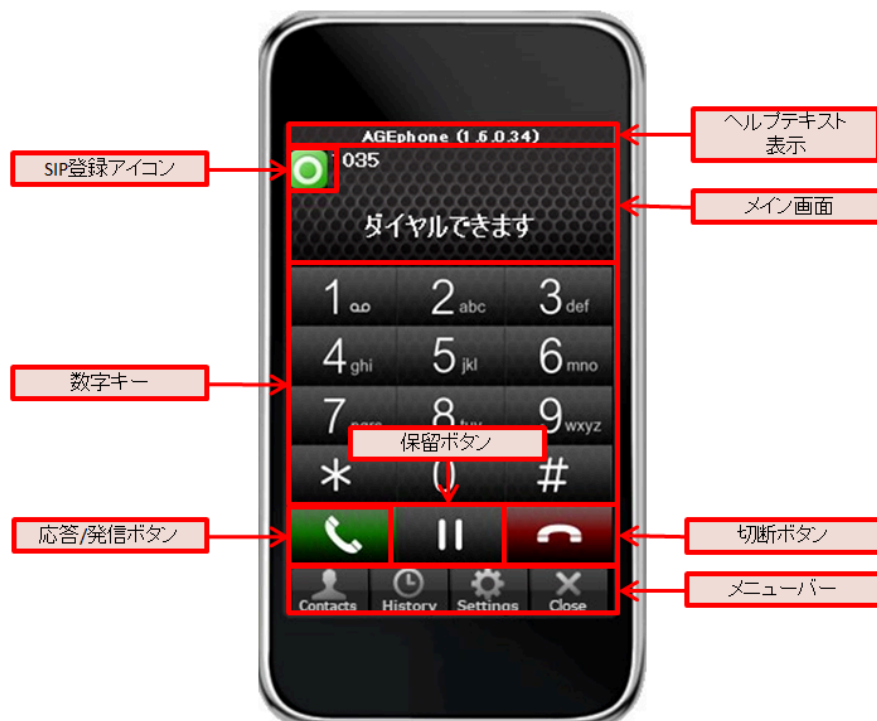 AGEphone (1.6.0.34)
ヘルプテキスト
表示
SIP登録アイコン
035
メイン画面
ダイヤルできます
1
2 abc
3 def
4 ghi
5 jkl
6 mno
数字キー
7
8
9 wxyz
保留ボタン
* #
応答/発信ボタン
切断ボタン
Contacts History Settings Close
メニューバー